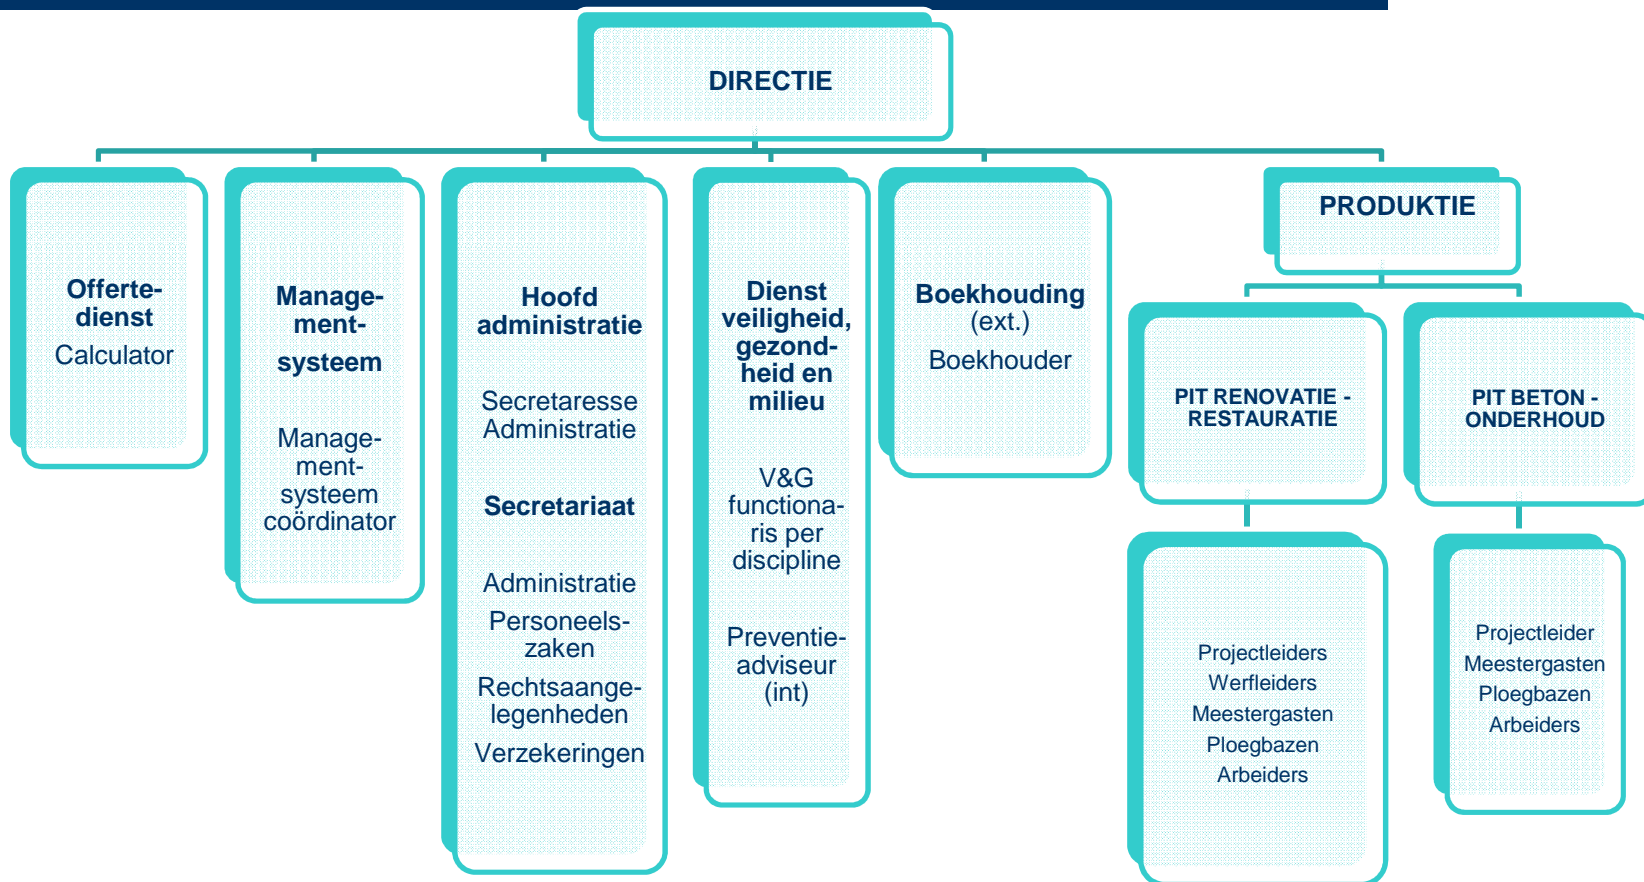 DIRECTIE
Offerte-
dienst
Calculator
Manage-
ment-
systeem
Manage-
ment-
systeem
coördinator
Hoofd
administratie
Secretaresse
Administratie
Secretariaat
Administratie
Personeels-
zaken
Rechtsaange-
legenheden
Verzekeringen
Dienst
veiligheid,
gezond-
heid en
milieu
V&G
functiona-
ris per
discipline
Preventie-
adviseur
(int)
Boekhouding
(ext.)
Boekhouder
PRODUKTIE
PIT RENOVATIE -
RESTAURATIE
Projectleiders
Werfleiders
Meestergasten
Ploegbazen
Arbeiders
PIT BETON -
ONDERHOUD
Projectleider
Meestergasten
Ploegbazen
Arbeiders